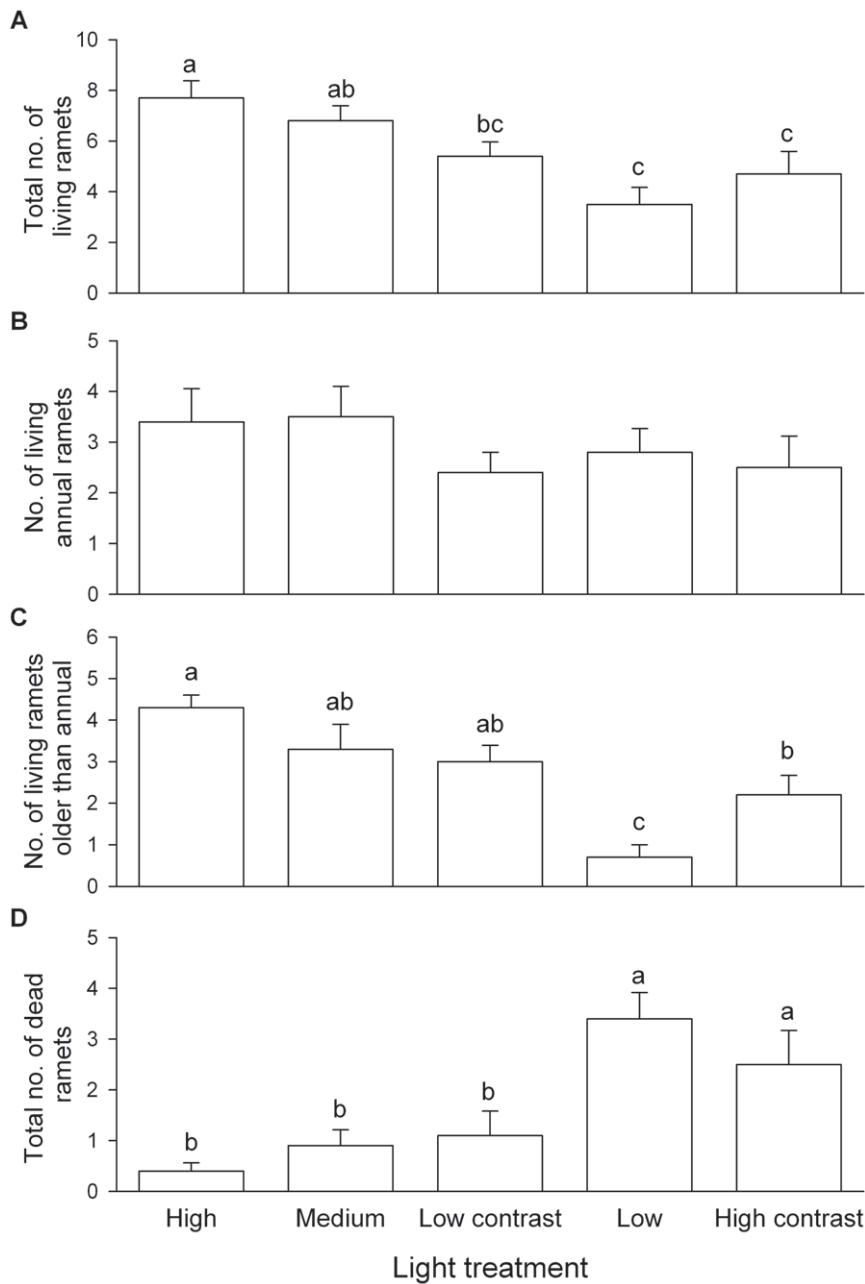 A
Total no. of
living ramets
10
8
6
4
2
0
a
ab
bc
c
c
B
No. of living
annual ramets
5
4
3
2
1
0
C
No. of living ramets
older than annual
6
5
4
3
2
1
0
a
ab
ab
c
b
D
Total no. of dead
ramets
5
4
3
2
1
0
b
b
b
a
a
High Medium Low contrast Low High contrast
Light treatment